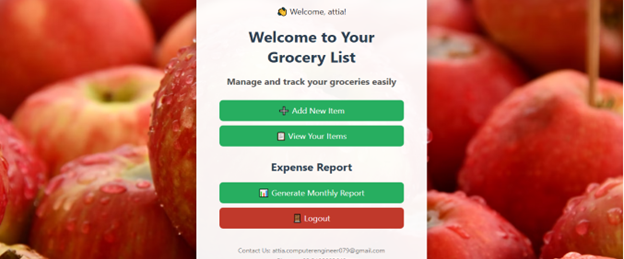 Welcome, attia!
Welcome to Your
Grocery List
Manage and track your groceries easily
Add New Item
View Your Items
Expense Report
Generate Monthly Report
Logout
Contact Us: attia.computerengineer079@gmail.com